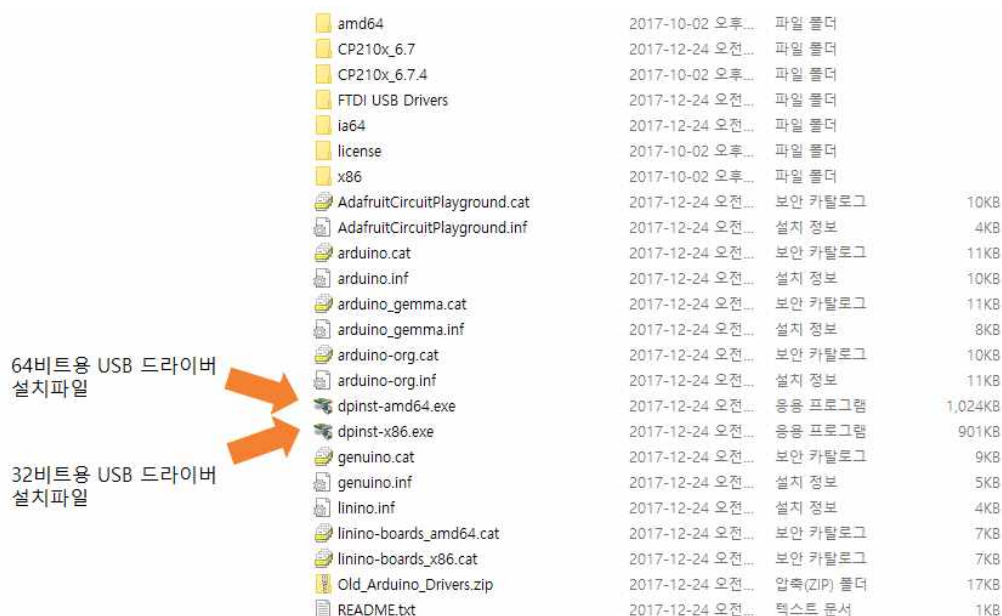 amd64 2017-10-02 오후... 파일 폴더
CP210x_6.7 2017-12-24 오전... 파일 폴더
CP210x_6.7.4 2017-10-02 오후... 파일 폴더
FTDI USB Drivers 2017-12-24 오전... 파일 폴더
ia64 2017-12-24 오전... 파일 폴더
license 2017-10-02 오후... 파일 폴더
x86 2017-10-02 오후... 파일 폴더
AdafruitCircuitPlayground.cat 2017-12-24 오전... 보안 카탈로그 10KB
AdafruitCircuitPlayground.inf 2017-12-24 오전... 설치 정보 4KB
arduino.cat 2017-12-24 오전... 보안 카탈로그 11KB
arduino.inf 2017-12-24 오전... 설치 정보 10KB
arduino_gemma.cat 2017-12-24 오전... 보안 카탈로그 11KB
arduino_gemma.inf 2017-12-24 오전... 설치 정보 8KB
arduino-org.cat 2017-12-24 오전... 보안 카탈로그 10KB
arduino-org.inf 2017-12-24 오전... 설치 정보 11KB
64비트용 USB 드라이버
설치파일
dpinst-amd64.exe 2017-12-24 오전... 응용 프로그램 1,024KB
dpinst-x86.exe 2017-12-24 오전... 응용 프로그램 901KB
32비트용 USB 드라이버
설치파일
genuino.cat 2017-12-24 오전... 보안 카탈로그 9KB
genuino.inf 2017-12-24 오전... 설치 정보 5KB
linino.inf 2017-12-24 오전... 설치 정보 4KB
linino-boards_amd64.cat 2017-12-24 오전... 보안 카탈로그 7KB
linino-boards_x86.cat 2017-12-24 오전... 보안 카탈로그 7KB
Old_Arduino_Drivers.zip 2017-12-24 오전... 압축(ZIP) 폴더 17KB
README.txt 2017-12-24 오전... 텍스트 문서 1KB